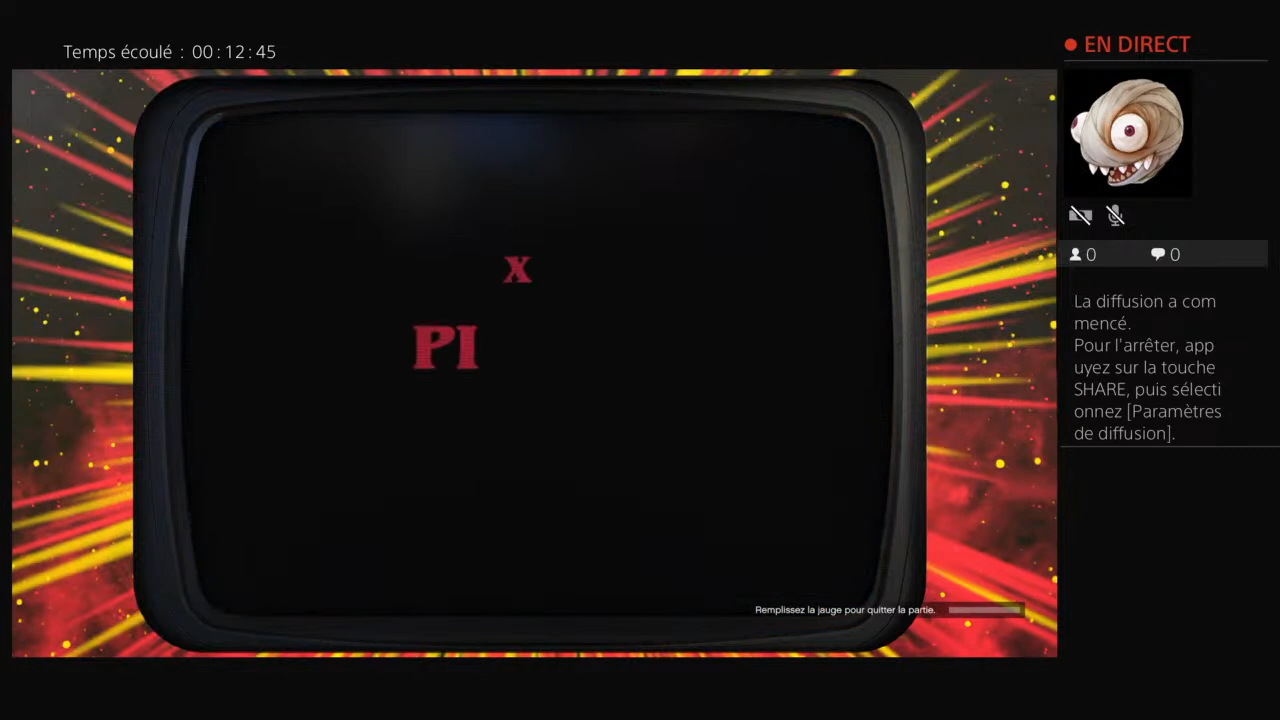 Temps écoulé : 00:12:45
EN DIRECT
0 0
X
PI
La diffusion a com
mencé.
Pour l'arrêter, app
uyez sur la touche
SHARE, puis sélecti
onnez [Paramètres
de diffusion].
Remplissez la jauge pour quitter la partie.